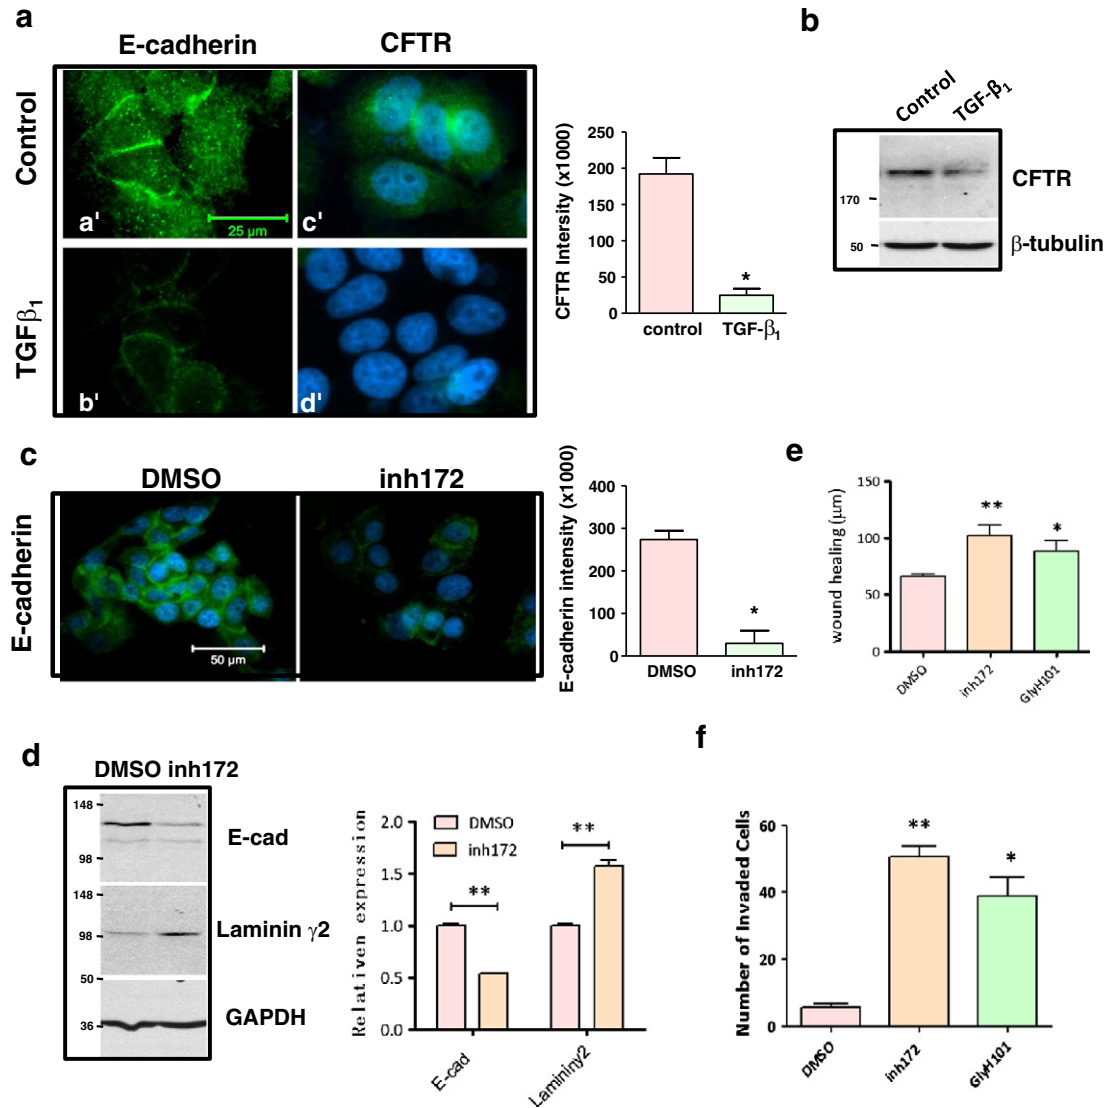 a
E-cadherin
CFTR
Control
TGFβ1
a'
25 μm
c'
b'
d'
CFTR Intersity (x1000)
250
200
150
100
50
0
*
control
TGF-β1
b
Control
TGF-β1
CFTR
170
50
β-tubulin
c
DMSO
inh172
E-cadherin
50 μm
E-cadherin intensity (x1000)
400
300
200
100
0
*
DMSO
inh172
e
wound healing (μm)
150
100
50
0
**
*
DMSO
inh172
GlyH101
d
DMSO inh172
148
98
E-cad
148
98
Laminin γ2
50
36
GAPDH
Relativen expression
2.0
1.5
1.0
0.5
0.0
DMSO
inh172
**
**
E-cad
Lamininy2
f
Number of Invaded Cells
60
40
20
0
**
*
DMSO
inh172
GlyH101